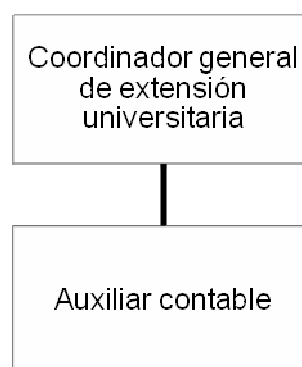 Coordinador general
de extensión
universitaria
Auxiliar contable